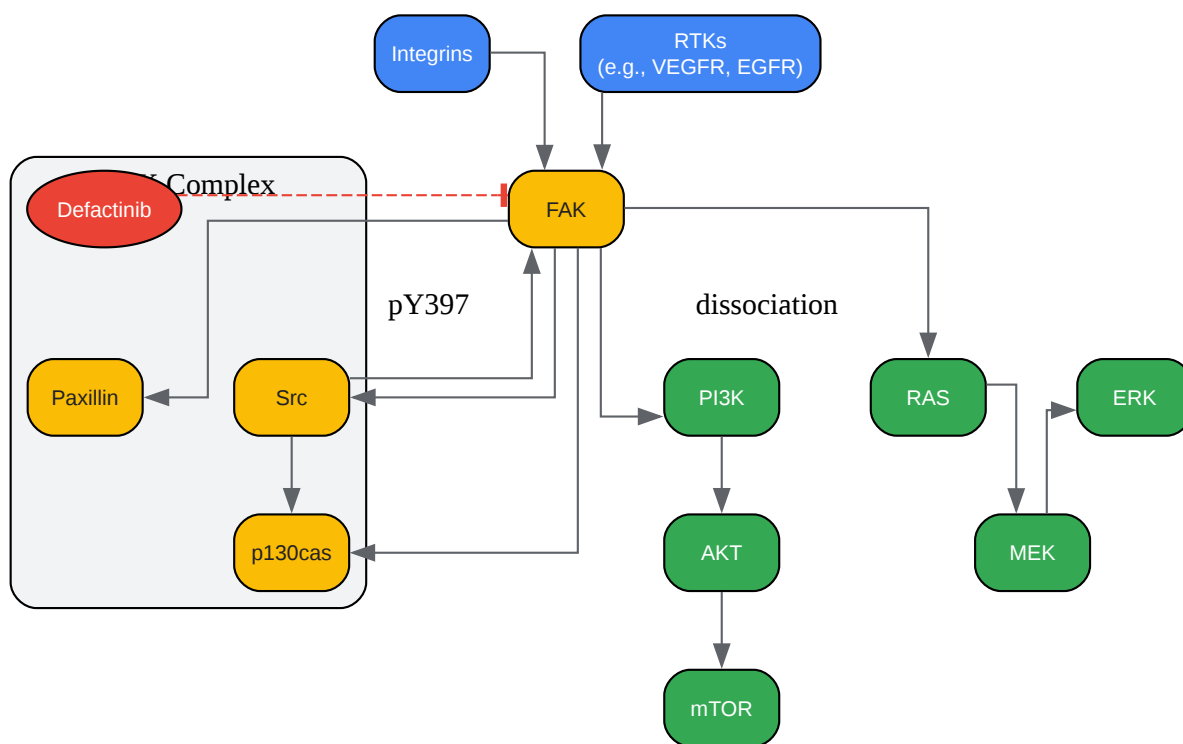 Integrins
RTKs
(e.g., VEGFR, EGFR)
Complex
Defactinib
FAK
pY397
dissociation
Paxillin
Src
PI3K
RAS
ERK
p130cas
AKT
MEK
mTOR